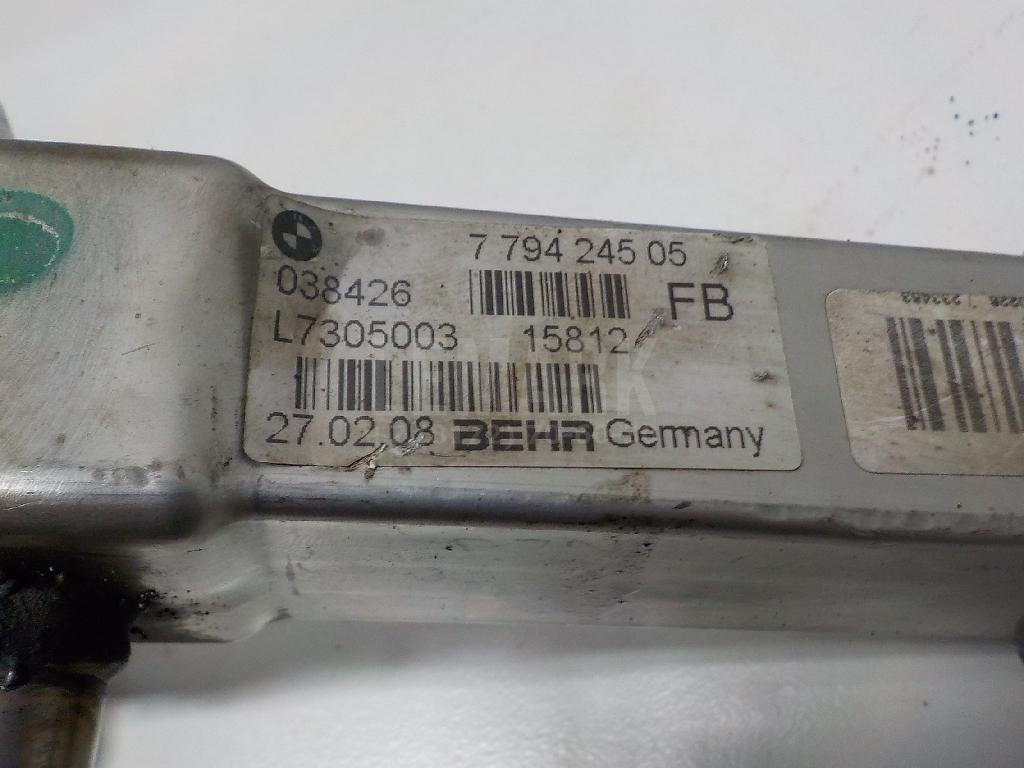 7 794 245 05
038426
FB
L7305003 15812
27.02.08 BEHR Germany